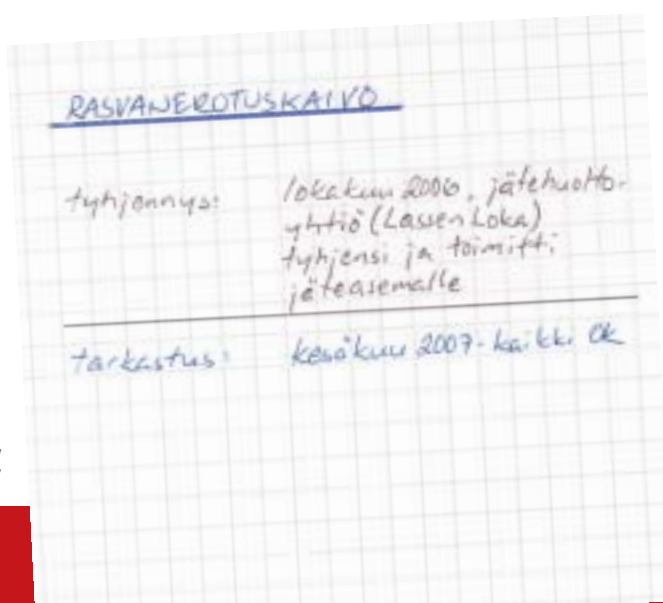 RASVANEROTUSKAIVO
tyhjennys: lokakuu 2006, jätehuolto-
yhtiö (Lassen Loka)
tyhjensi ja toimitti
jäteasemalle
tarkastus: kesäkuu 2007 - kaikki ok